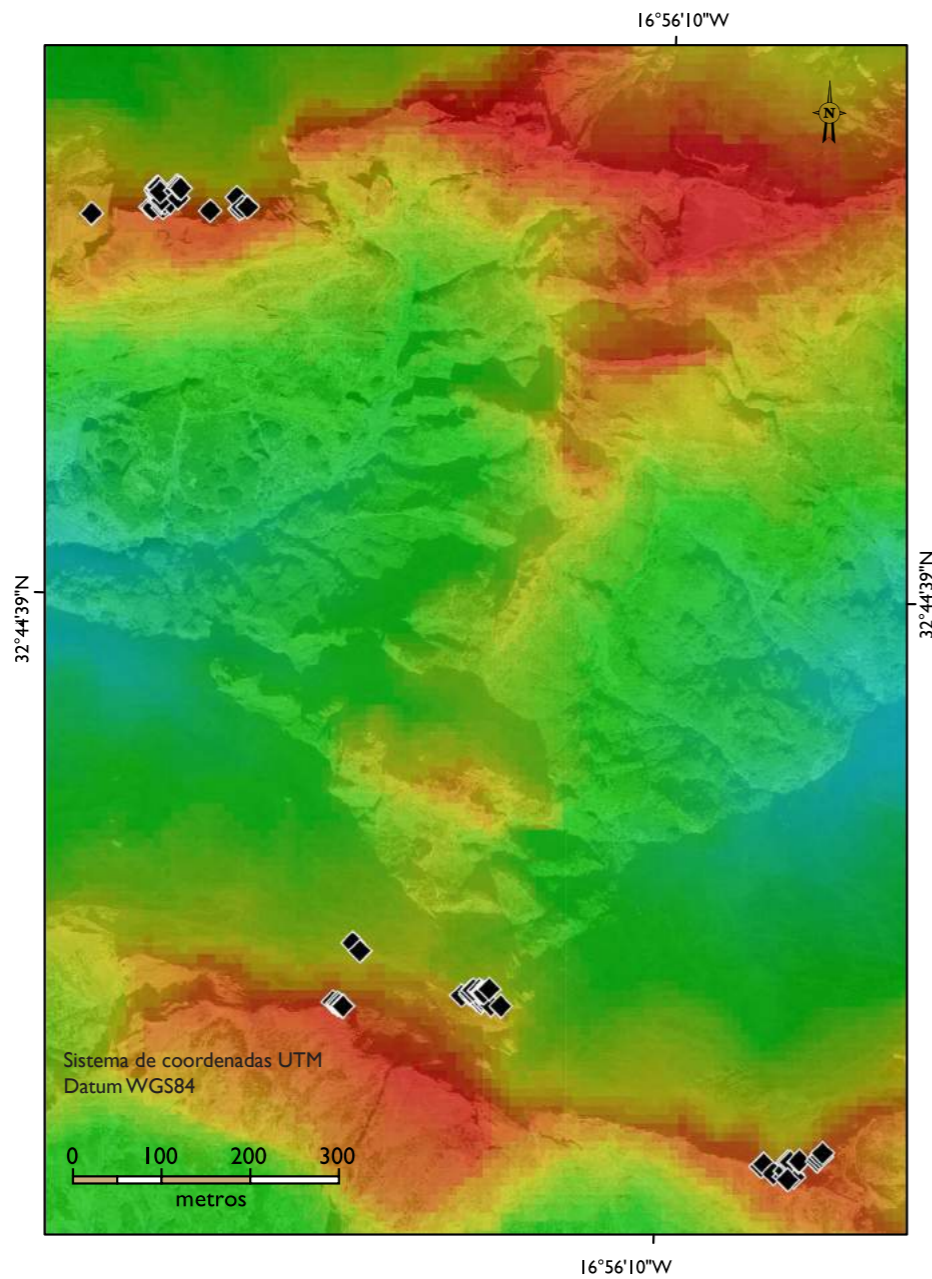 16°56'10"W
N
32°44'39"N
32°44'39"N
Sistema de coordenadas UTM
Datum WGS84
0 100 200 300
metros
16°56'10"W